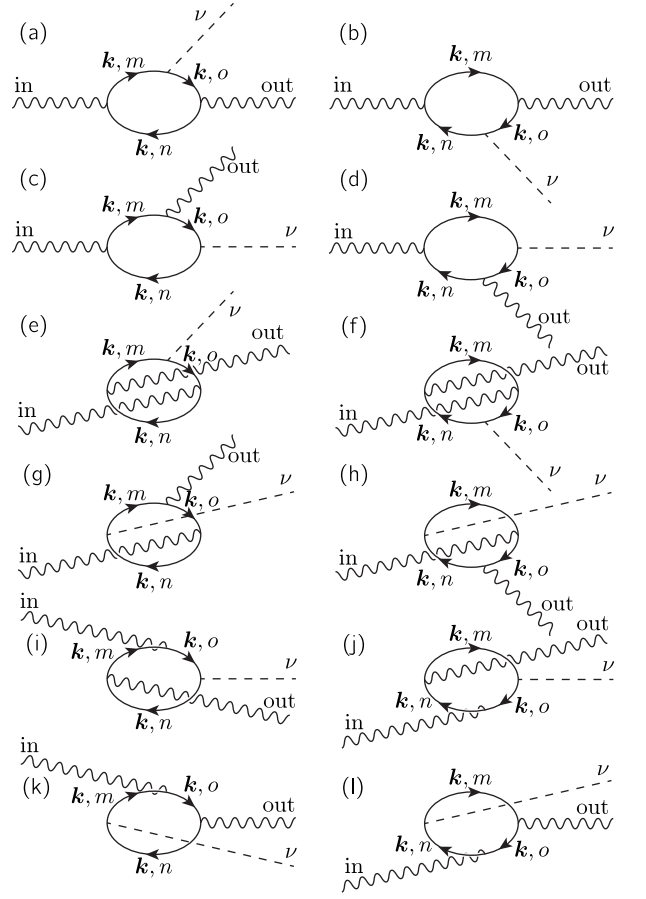 (a) ν (b)
k, m k, m
k, o
in out in out
k, n k, n k, o
ν
(c) out (d)
k, m k, m
k, o
in ν in ν
k, n k, n k, o
out
(e) ν (f)
k, m out k, m
k, o out
in in
k, n k, n k, o
ν
(g) out (h) ν
k, m ν k, m
k, o
in in
k, n k, n k, o
out
in out
(i) k, o (j) k, m
k, m
ν ν
out k, n k, o
k, n in
in
(k) k, o (l) k, m ν
k, m
out out
k, n k, o
k, n ν in